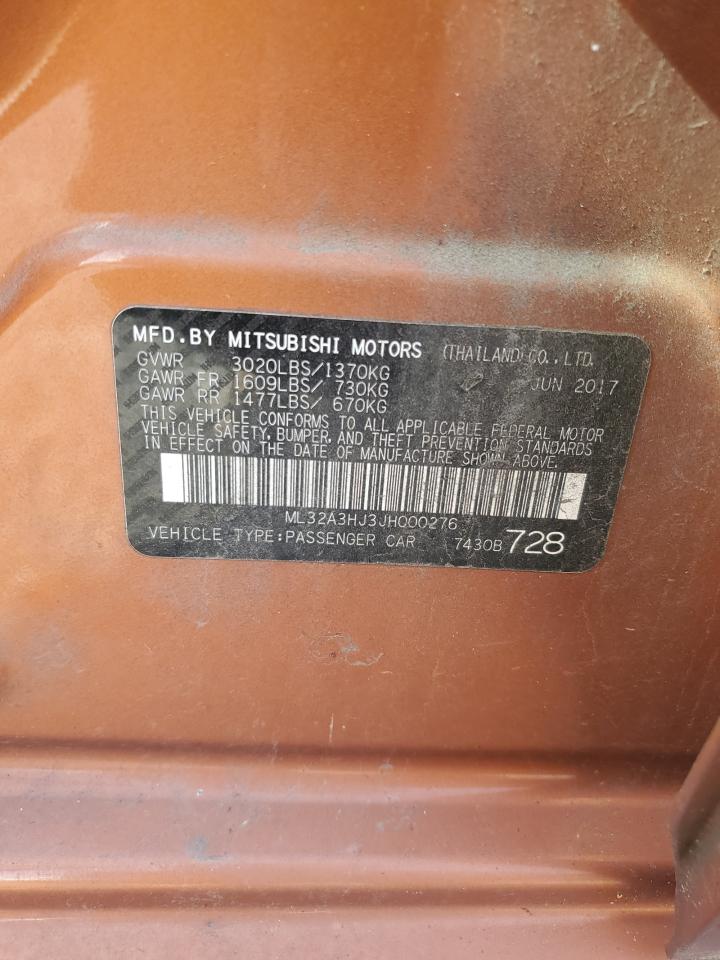 MFD.BY MITSUBISHI MOTORS (THAILAND)CO.,LTD.
GVWR 3020LBS/1370KG JUN 2017
GAWR FR 1609LBS/ 730KG
GAWR RR 1477LBS/ 670KG
THIS VEHICLE CONFORMS TO ALL APPLICABLE FEDERAL MOTOR
VEHICLE SAFETY, BUMPER, AND THEFT PREVENTION STANDARDS
IN EFFECT ON THE DATE OF MANUFACTURE SHOWN ABOVE.
ML32A3HJ3JH000276
VEHICLE TYPE:PASSENGER CAR 7430B 728